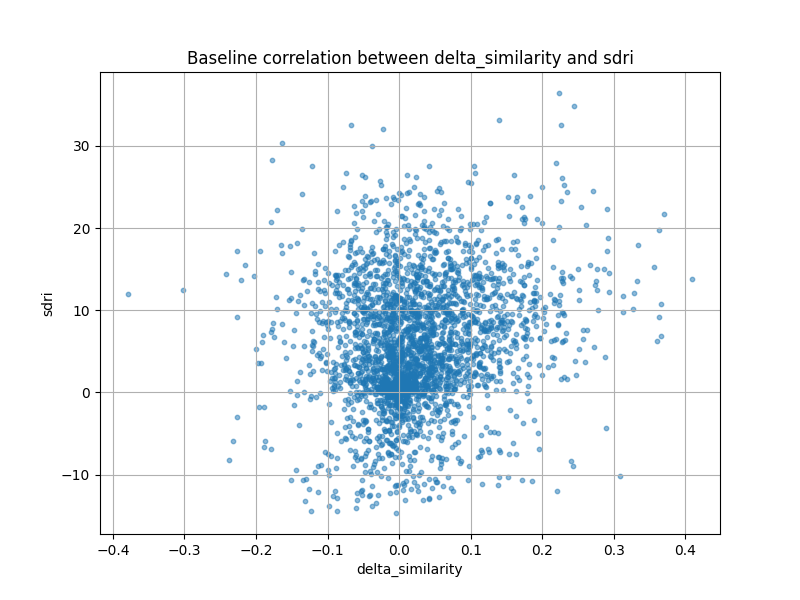 Baseline correlation between delta_similarity and sdri
30
20
10
0
−10
sdri
−0.4 −0.3 −0.2 −0.1 0.0 0.1 0.2 0.3 0.4
delta_similarity